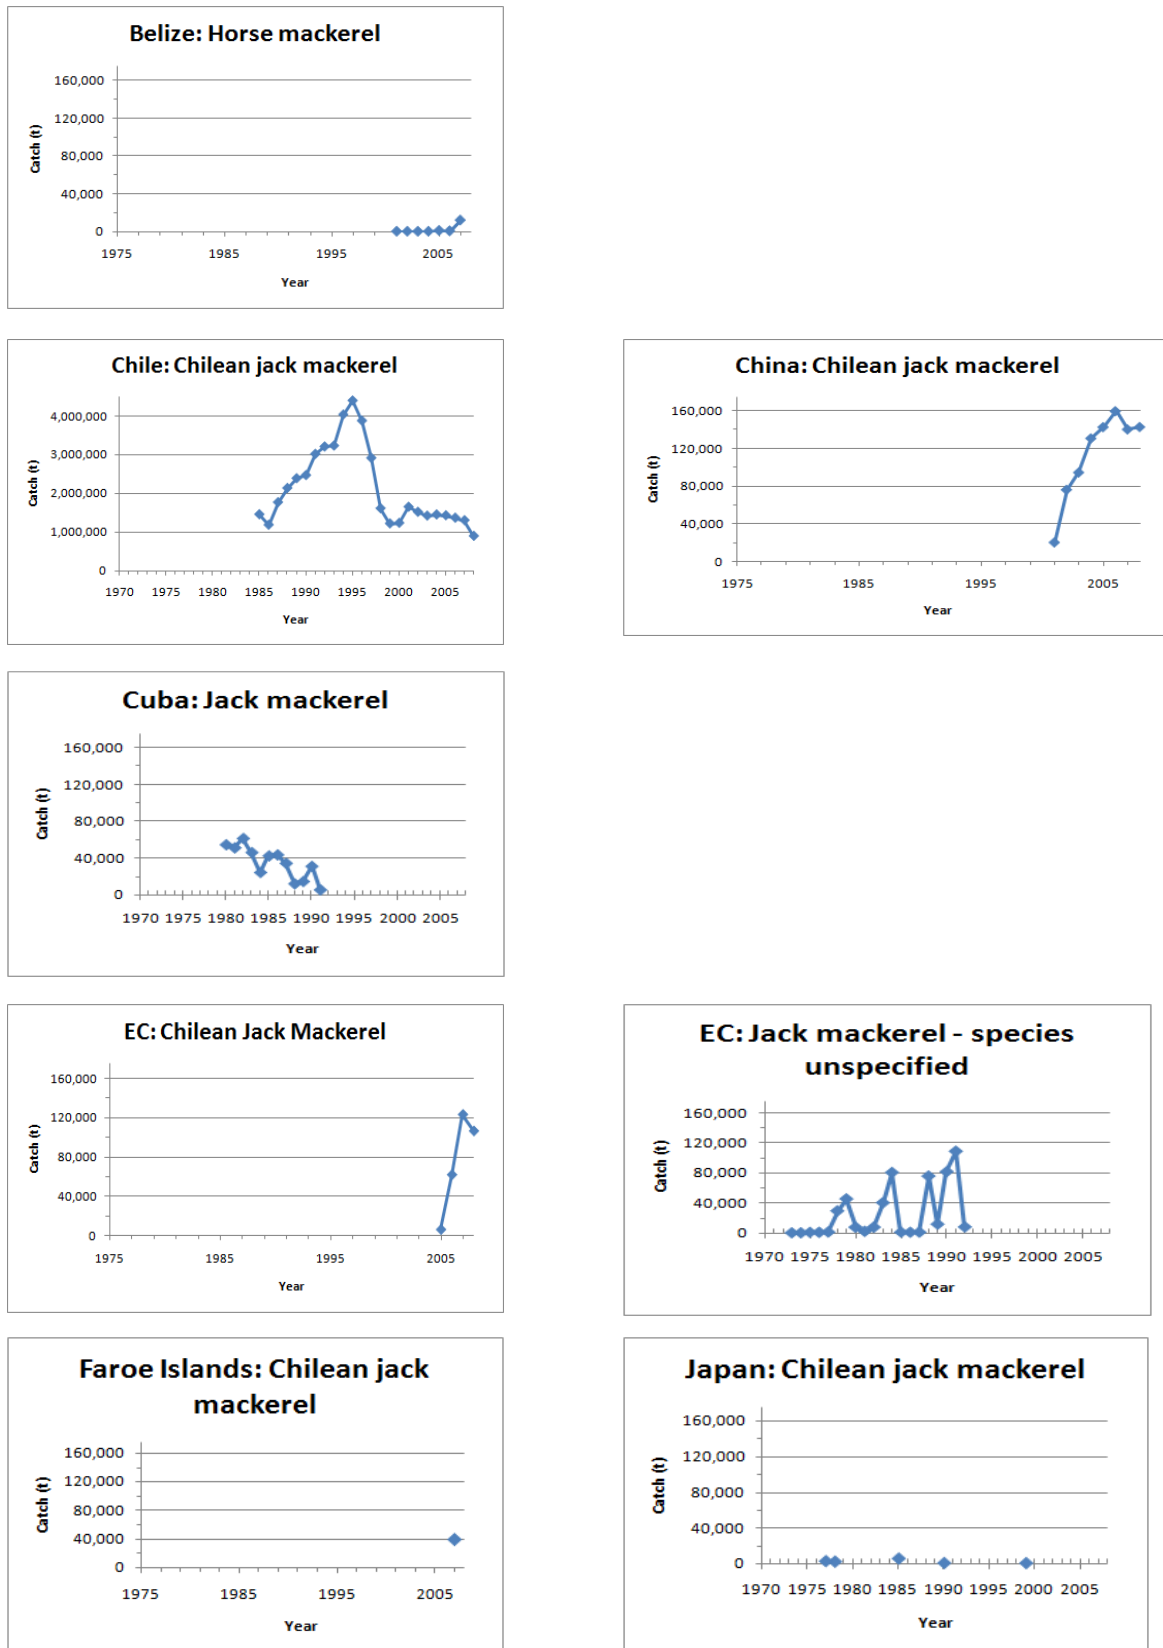 Belize: Horse mackerel
160,000
120,000
80,000
40,000
0
Catch (t)
1975 1985 1995 2005
Year
Chile: Chilean jack mackerel
4,000,000
3,000,000
2,000,000
1,000,000
0
Catch (t)
1970 1975 1980 1985 1990 1995 2000 2005
Year
China: Chilean jack mackerel
160,000
120,000
80,000
40,000
0
Catch (t)
1975 1985 1995 2005
Year
Cuba: Jack mackerel
160,000
120,000
80,000
40,000
0
Catch (t)
1970 1975 1980 1985 1990 1995 2000 2005
Year
EC: Chilean Jack Mackerel
160,000
120,000
80,000
40,000
0
Catch (t)
1975 1985 1995 2005
Year
EC: Jack mackerel - species
unspecified
160,000
120,000
80,000
40,000
0
Catch (t)
1970 1975 1980 1985 1990 1995 2000 2005
Year
Faroe Islands: Chilean jack
mackerel
160,000
120,000
80,000
40,000
0
Catch (t)
1975 1985 1995 2005
Year
Japan: Chilean jack mackerel
160,000
120,000
80,000
40,000
0
Catch (t)
1970 1975 1980 1985 1990 1995 2000 2005
Year